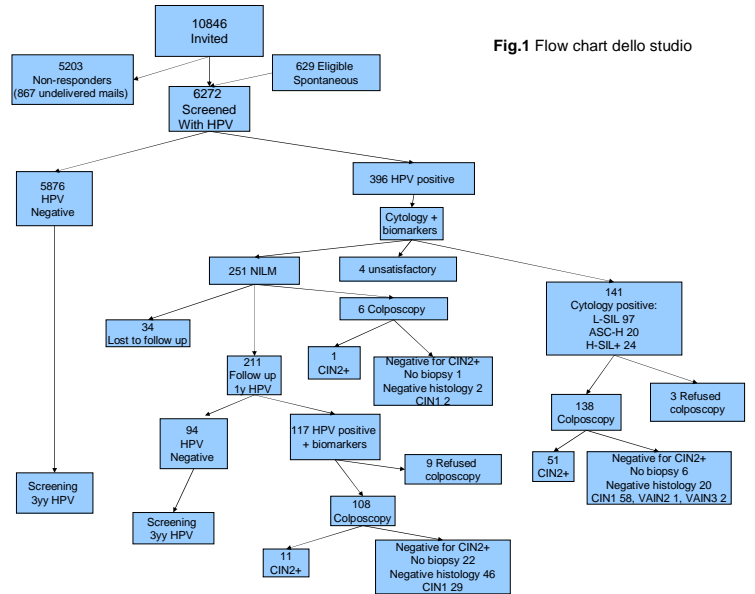 10846
Invited
Fig.1 Flow chart dello studio
5203
Non-responders
(867 undelivered mails)
629 Eligible
Spontaneous
6272
Screened
With HPV
5876
HPV
Negative
396 HPV positive
Cytology +
biomarkers
251 NILM
4 unsatisfactory
141
Cytology positive:
L-SIL 97
ASC-H 20
H-SIL+ 24
34
Lost to follow up
6 Colposcopy
211
Follow up
1y HPV
1
CIN2+
Negative for CIN2+
No biopsy 1
Negative histology 2
CIN1 2
138
Colposcopy
3 Refused
colposcopy
94
HPV
Negative
117 HPV positive
+ biomarkers
9 Refused
colposcopy
51
CIN2+
Negative for CIN2+
No biopsy 6
Negative histology 20
CIN1 58, VAIN2 1, VAIN3 2
Screening
3yy HPV
Screening
3yy HPV
108
Colposcopy
11
CIN2+
Negative for CIN2+
No biopsy 22
Negative histology 46
CIN1 29